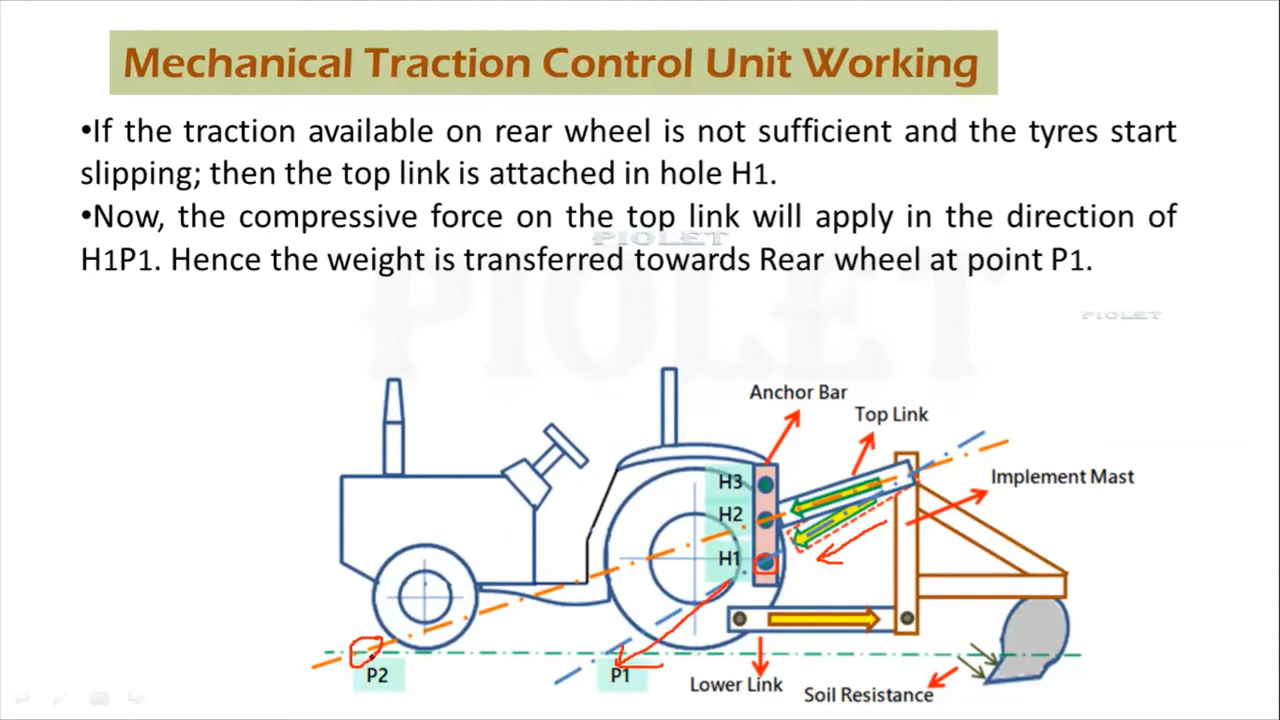 Mechanical Traction Control Unit Working
•If the traction available on rear wheel is not sufficient and the tyres start
slipping; then the top link is attached in hole H1.
•Now, the compressive force on the top link will apply in the direction of
H1P1. Hence the weight is transferred towards Rear wheel at point P1.
PIOLET
PIOLET
PIOLET
Anchor Bar
Top Link
Implement Mast
H3
H2
H1
P2
P1
Lower Link
Soil Resistance